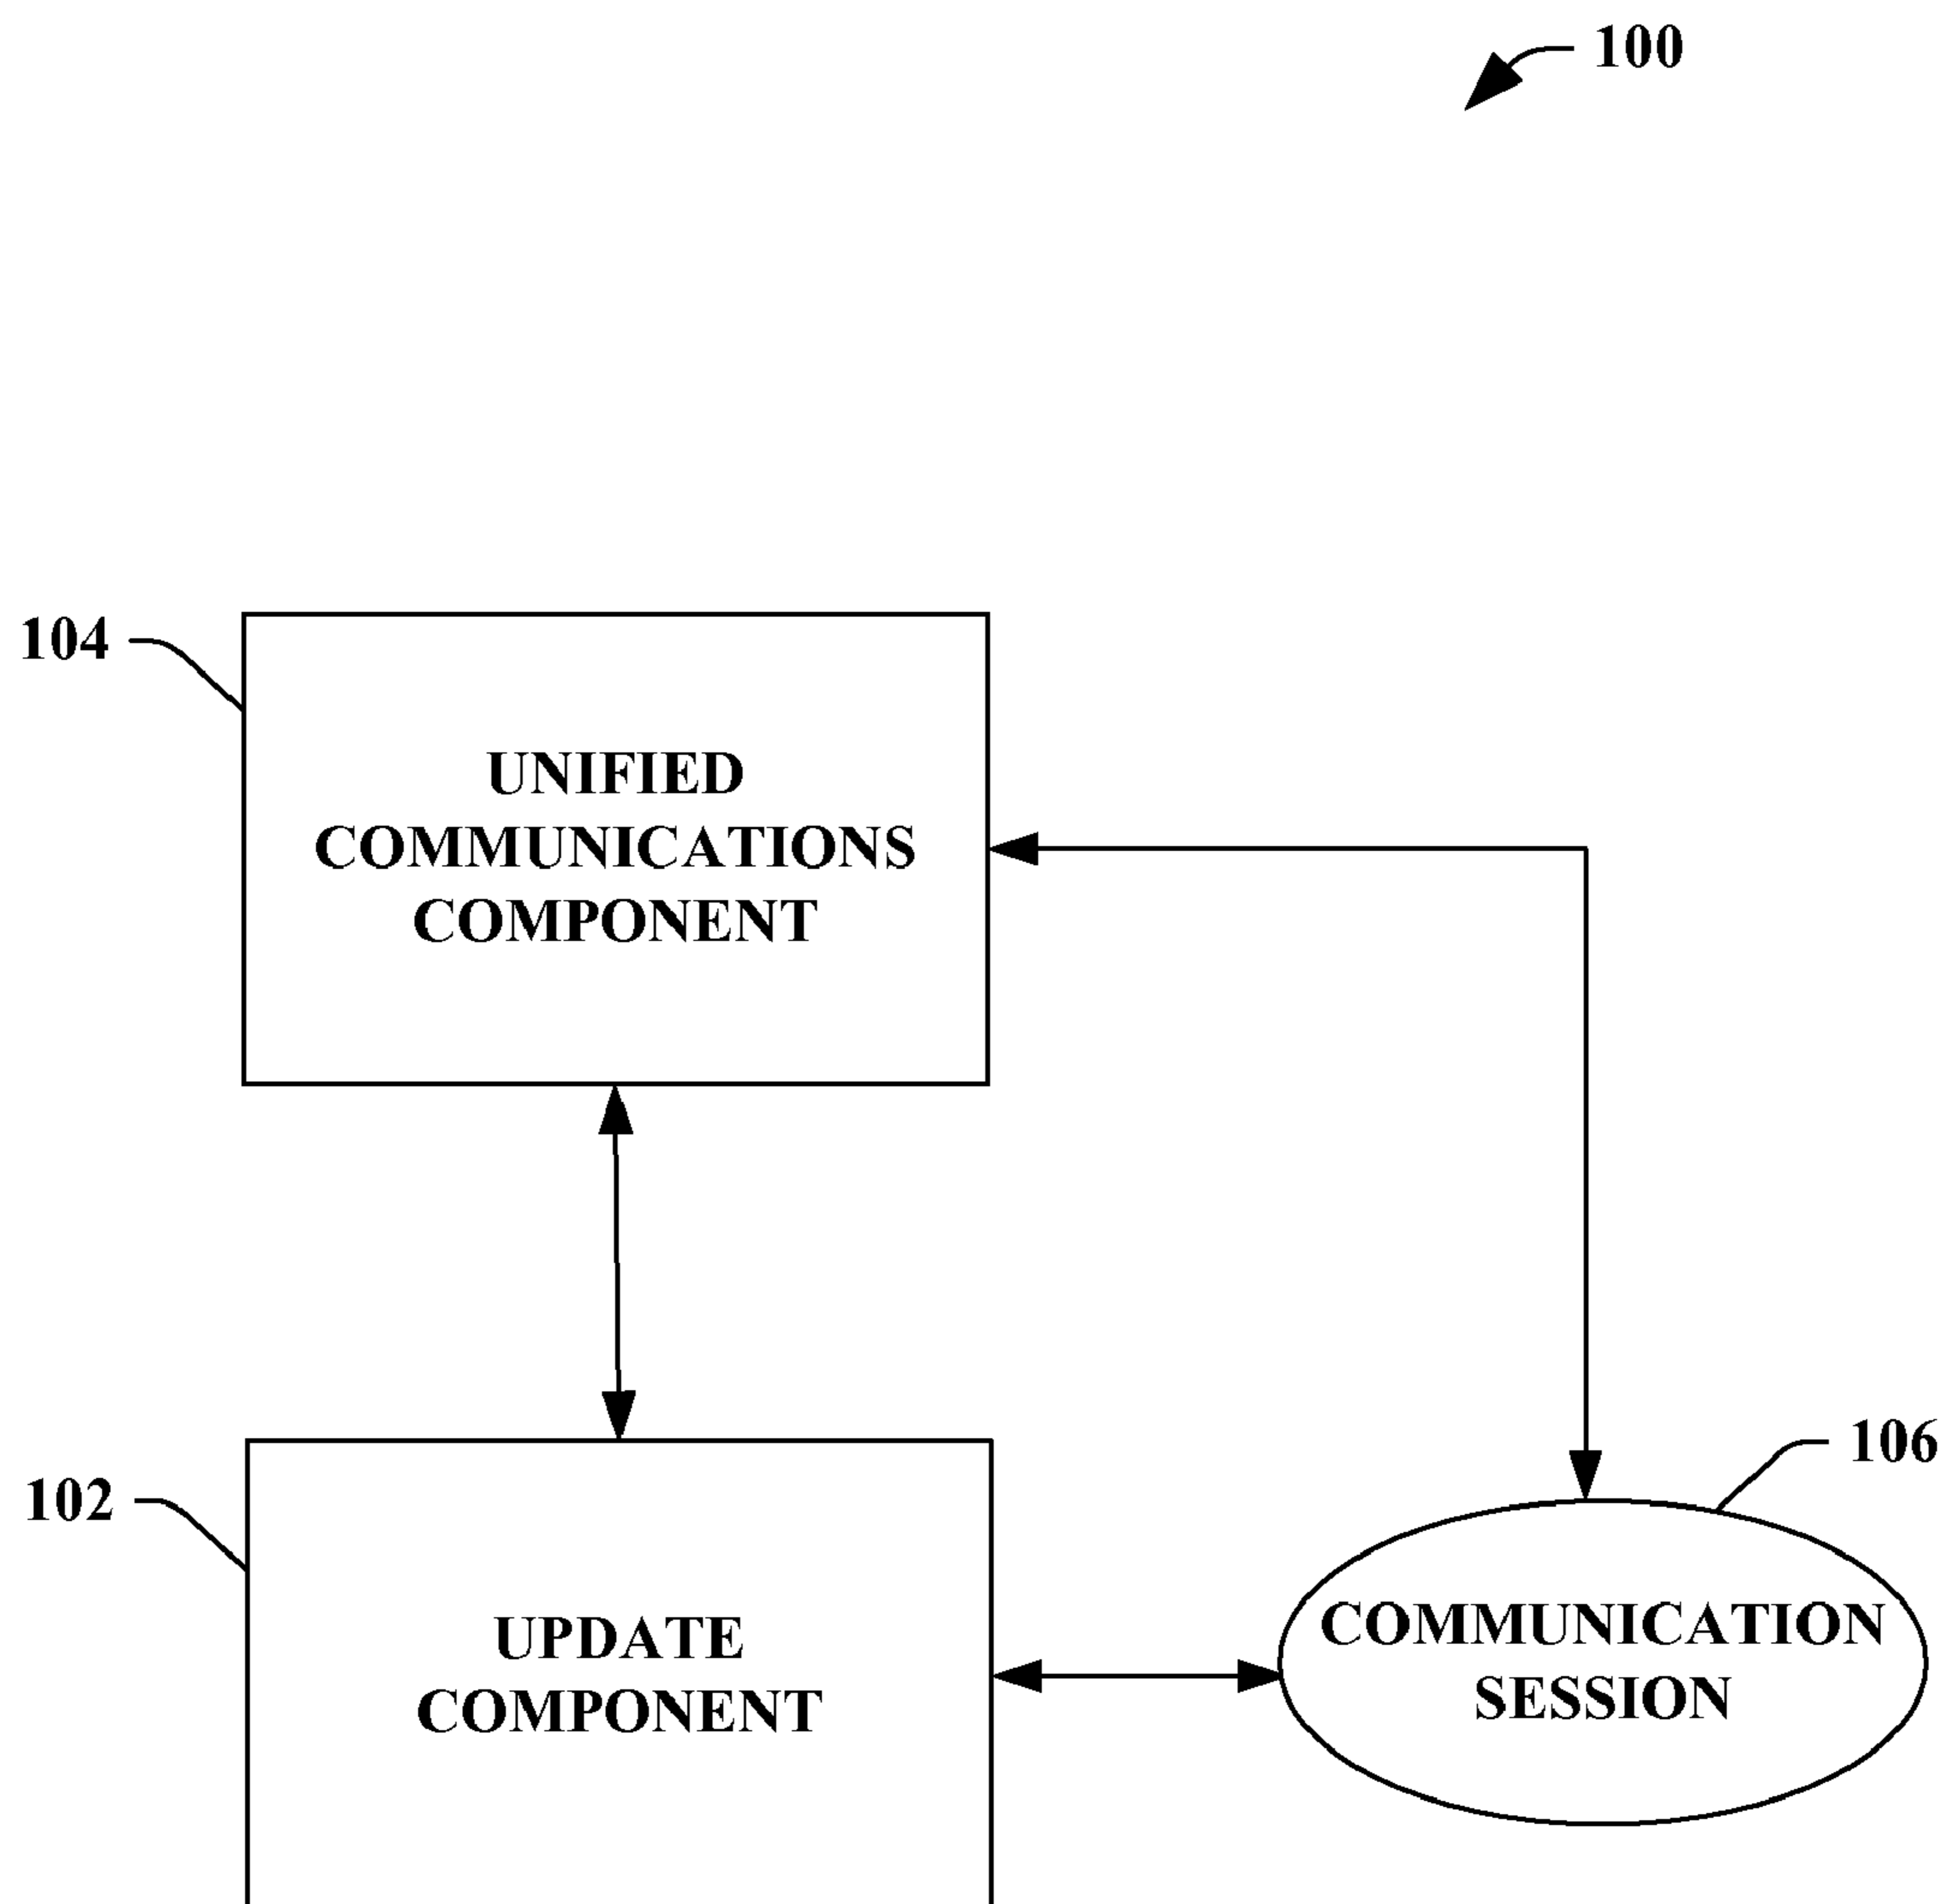 100
104
UNIFIED
COMMUNICATIONS
COMPONENT
106
102
UPDATE
COMPONENT
COMMUNICATION
SESSION